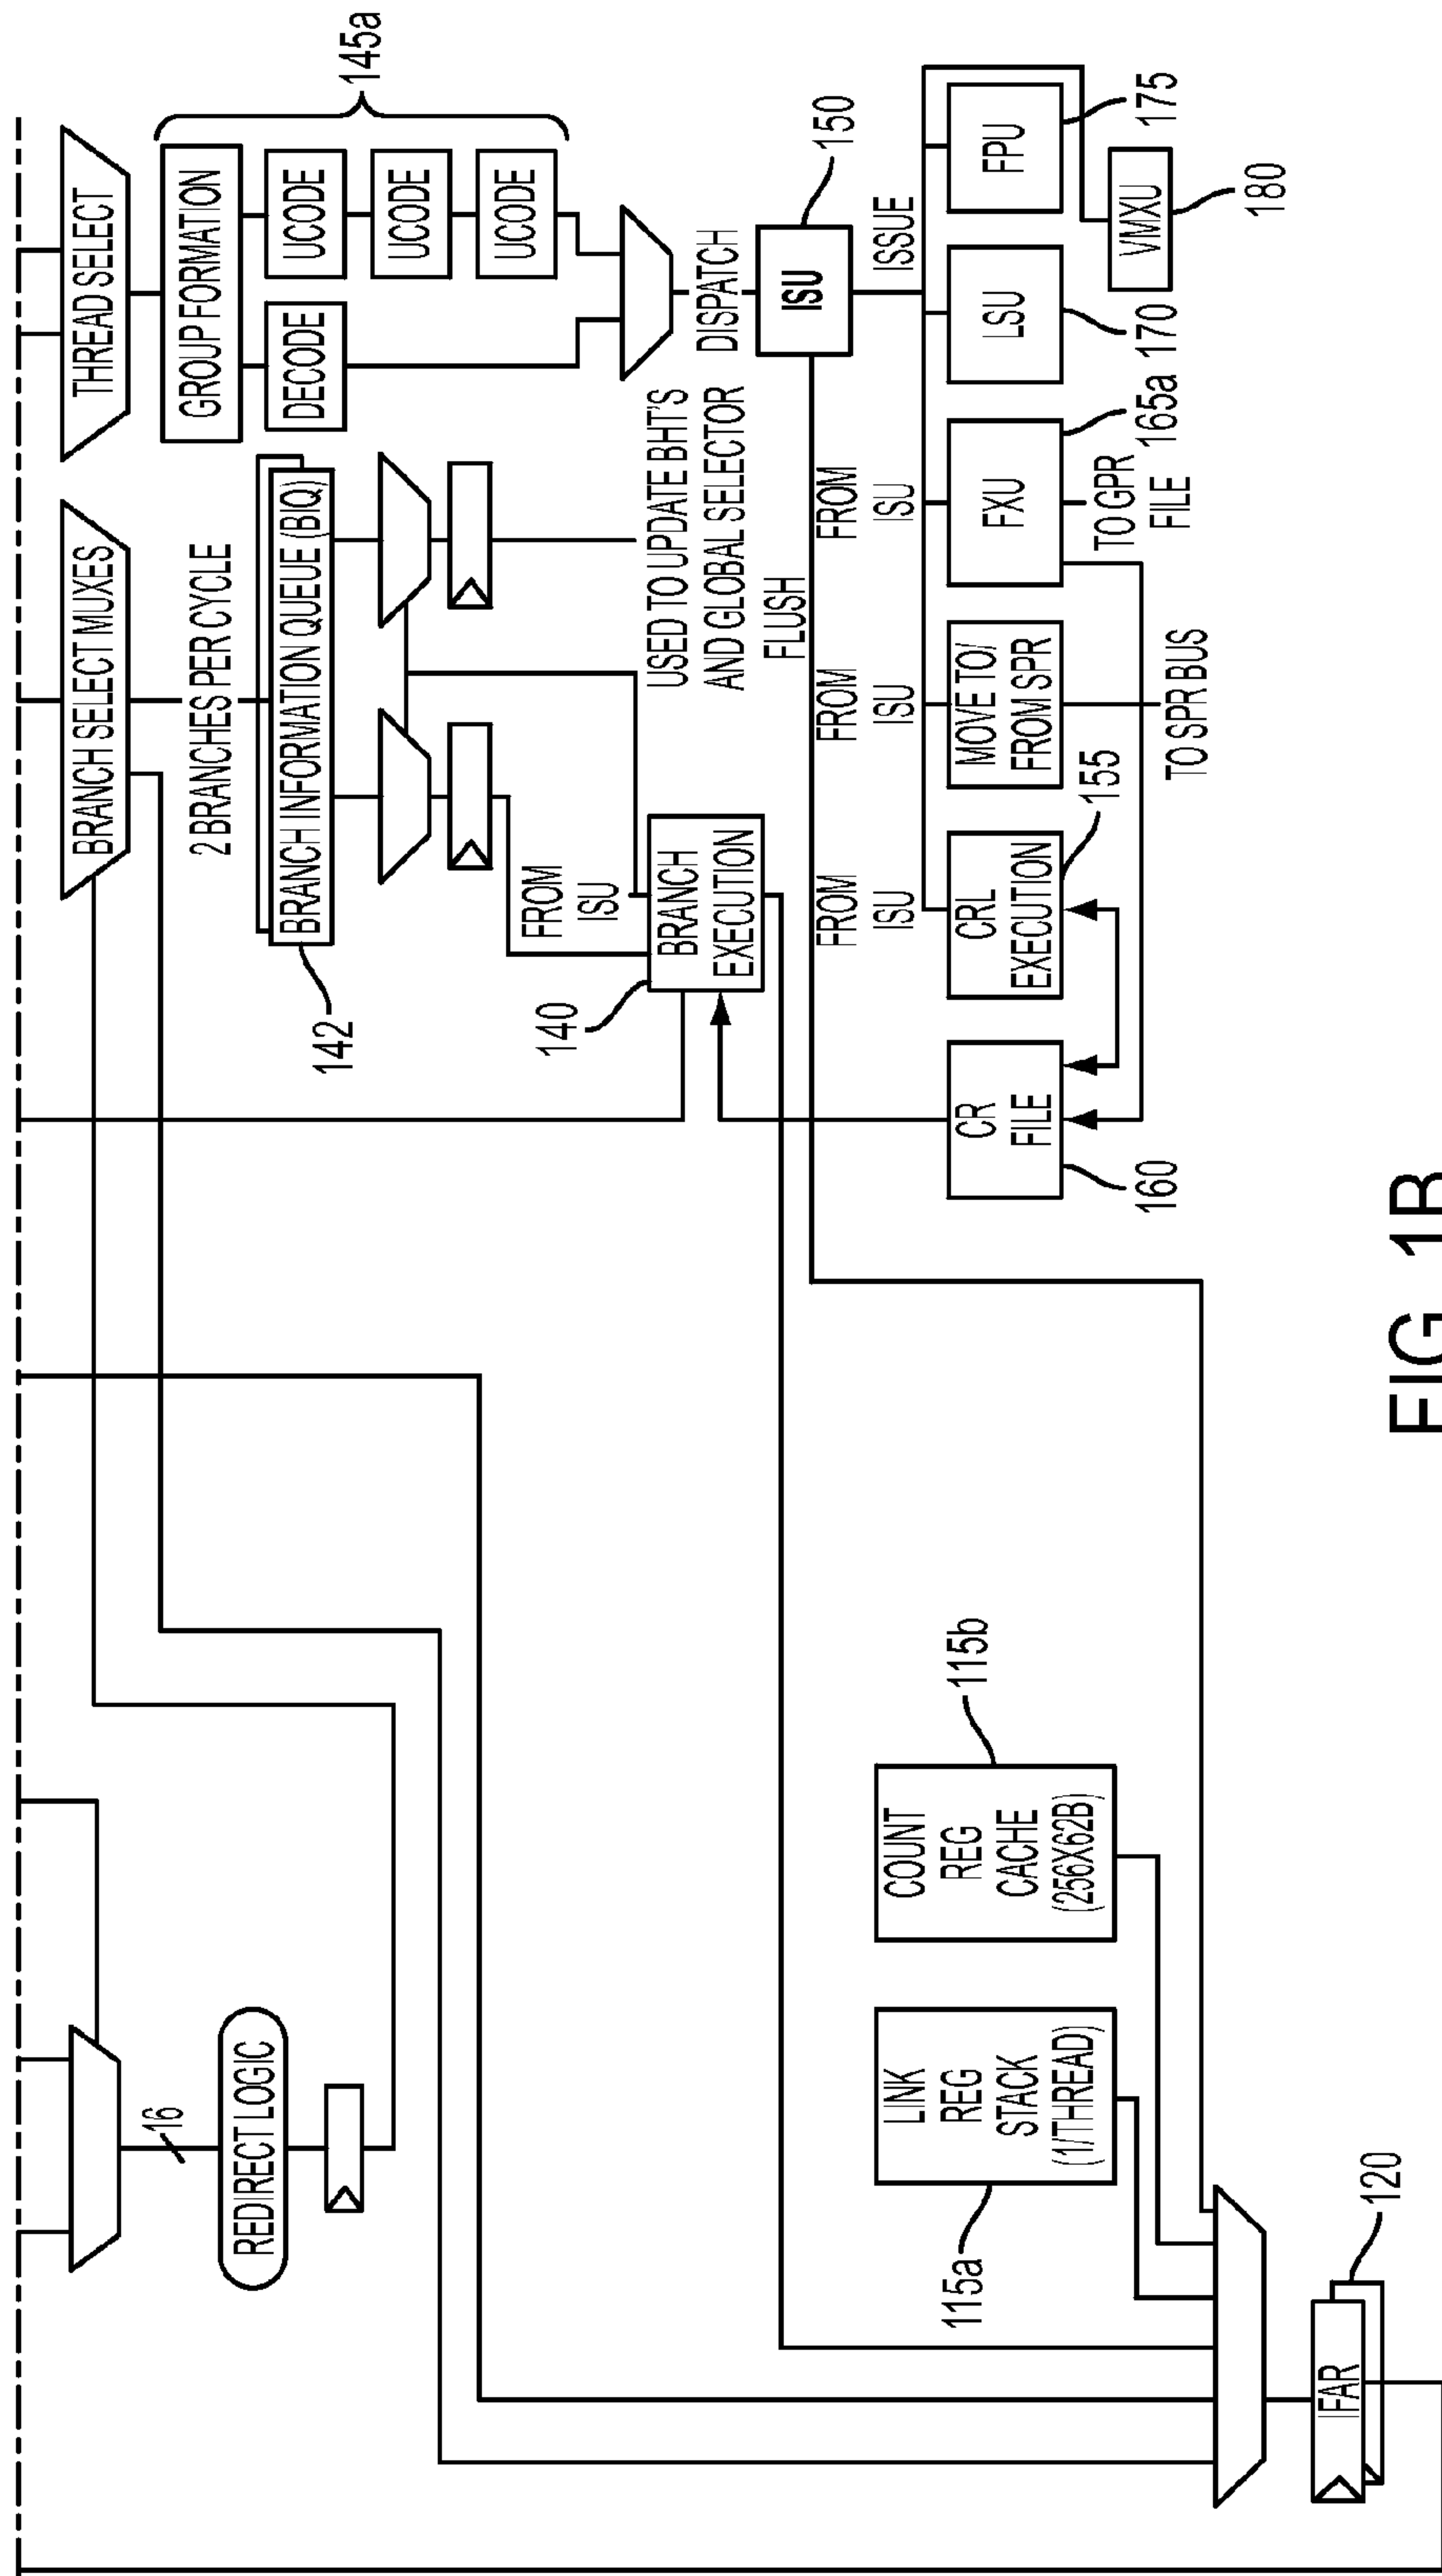 THREAD SELECT
145a
GROUP FORMATION
DECODE
UCODE
UCODE
UCODE
DISPATCH
ISU
150
ISSUE
BRANCH SELECT MUXES
2 BRANCHES PER CYCLE
BRANCH INFORMATION QUEUE (BIQ)
142
USED TO UPDATE BHT'S
AND GLOBAL SELECTOR
FLUSH
FROM
ISU
BRANCH
EXECUTION
140
FROM
ISU
FROM
ISU
FROM
ISU
CR
FILE
160
CRL
EXECUTION
155
MOVE TO/
FROM SPR
TO SPR BUS
FXU
165a
TO GPR
FILE
LSU
170
FPU
175
VMXU
180
16
REDIRECT LOGIC
LINK
REG
STACK
(1/THREAD)
115a
COUNT
REG
CACHE
(256X62B)
115b
IFAR
120
FIG. 1B